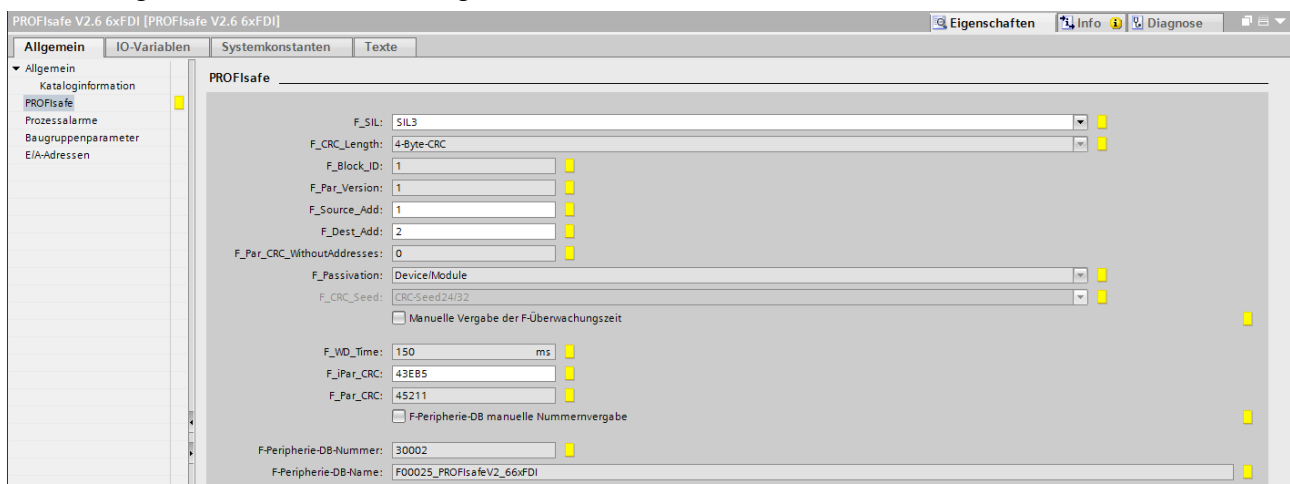 PROFIsafe V2.6 6xFDI [PROFIsafe V2.6 6xFDI]
Eigenschaften Info Diagnose
Allgemein IO-Variablen Systemkonstanten Texte
Allgemein
Kataloginformation
PROFIsafe
Prozessalarme
Baugruppenparameter
E/A-Adressen
PROFIsafe
F_SIL: SIL3
F_CRC_Length: 4-Byte-CRC
F_Block_ID: 1
F_Par_Version: 1
F_Source_Add: 1
F_Dest_Add: 2
F_Par_CRC_WithoutAddresses: 0
F_Passivation: Device/Module
F_CRC_Seed: CRC-Seed24/32
Manuelle Vergabe der F-Überwachungszeit
F_WD_Time: 150 ms
F_iPar_CRC: 43EB5
F_Par_CRC: 45211
F-Peripherie-DB manuelle Nummernvergabe
F-Peripherie-DB-Nummer: 30002
F-Peripherie-DB-Name: F00025_PROFIsafeV2_66xFDI